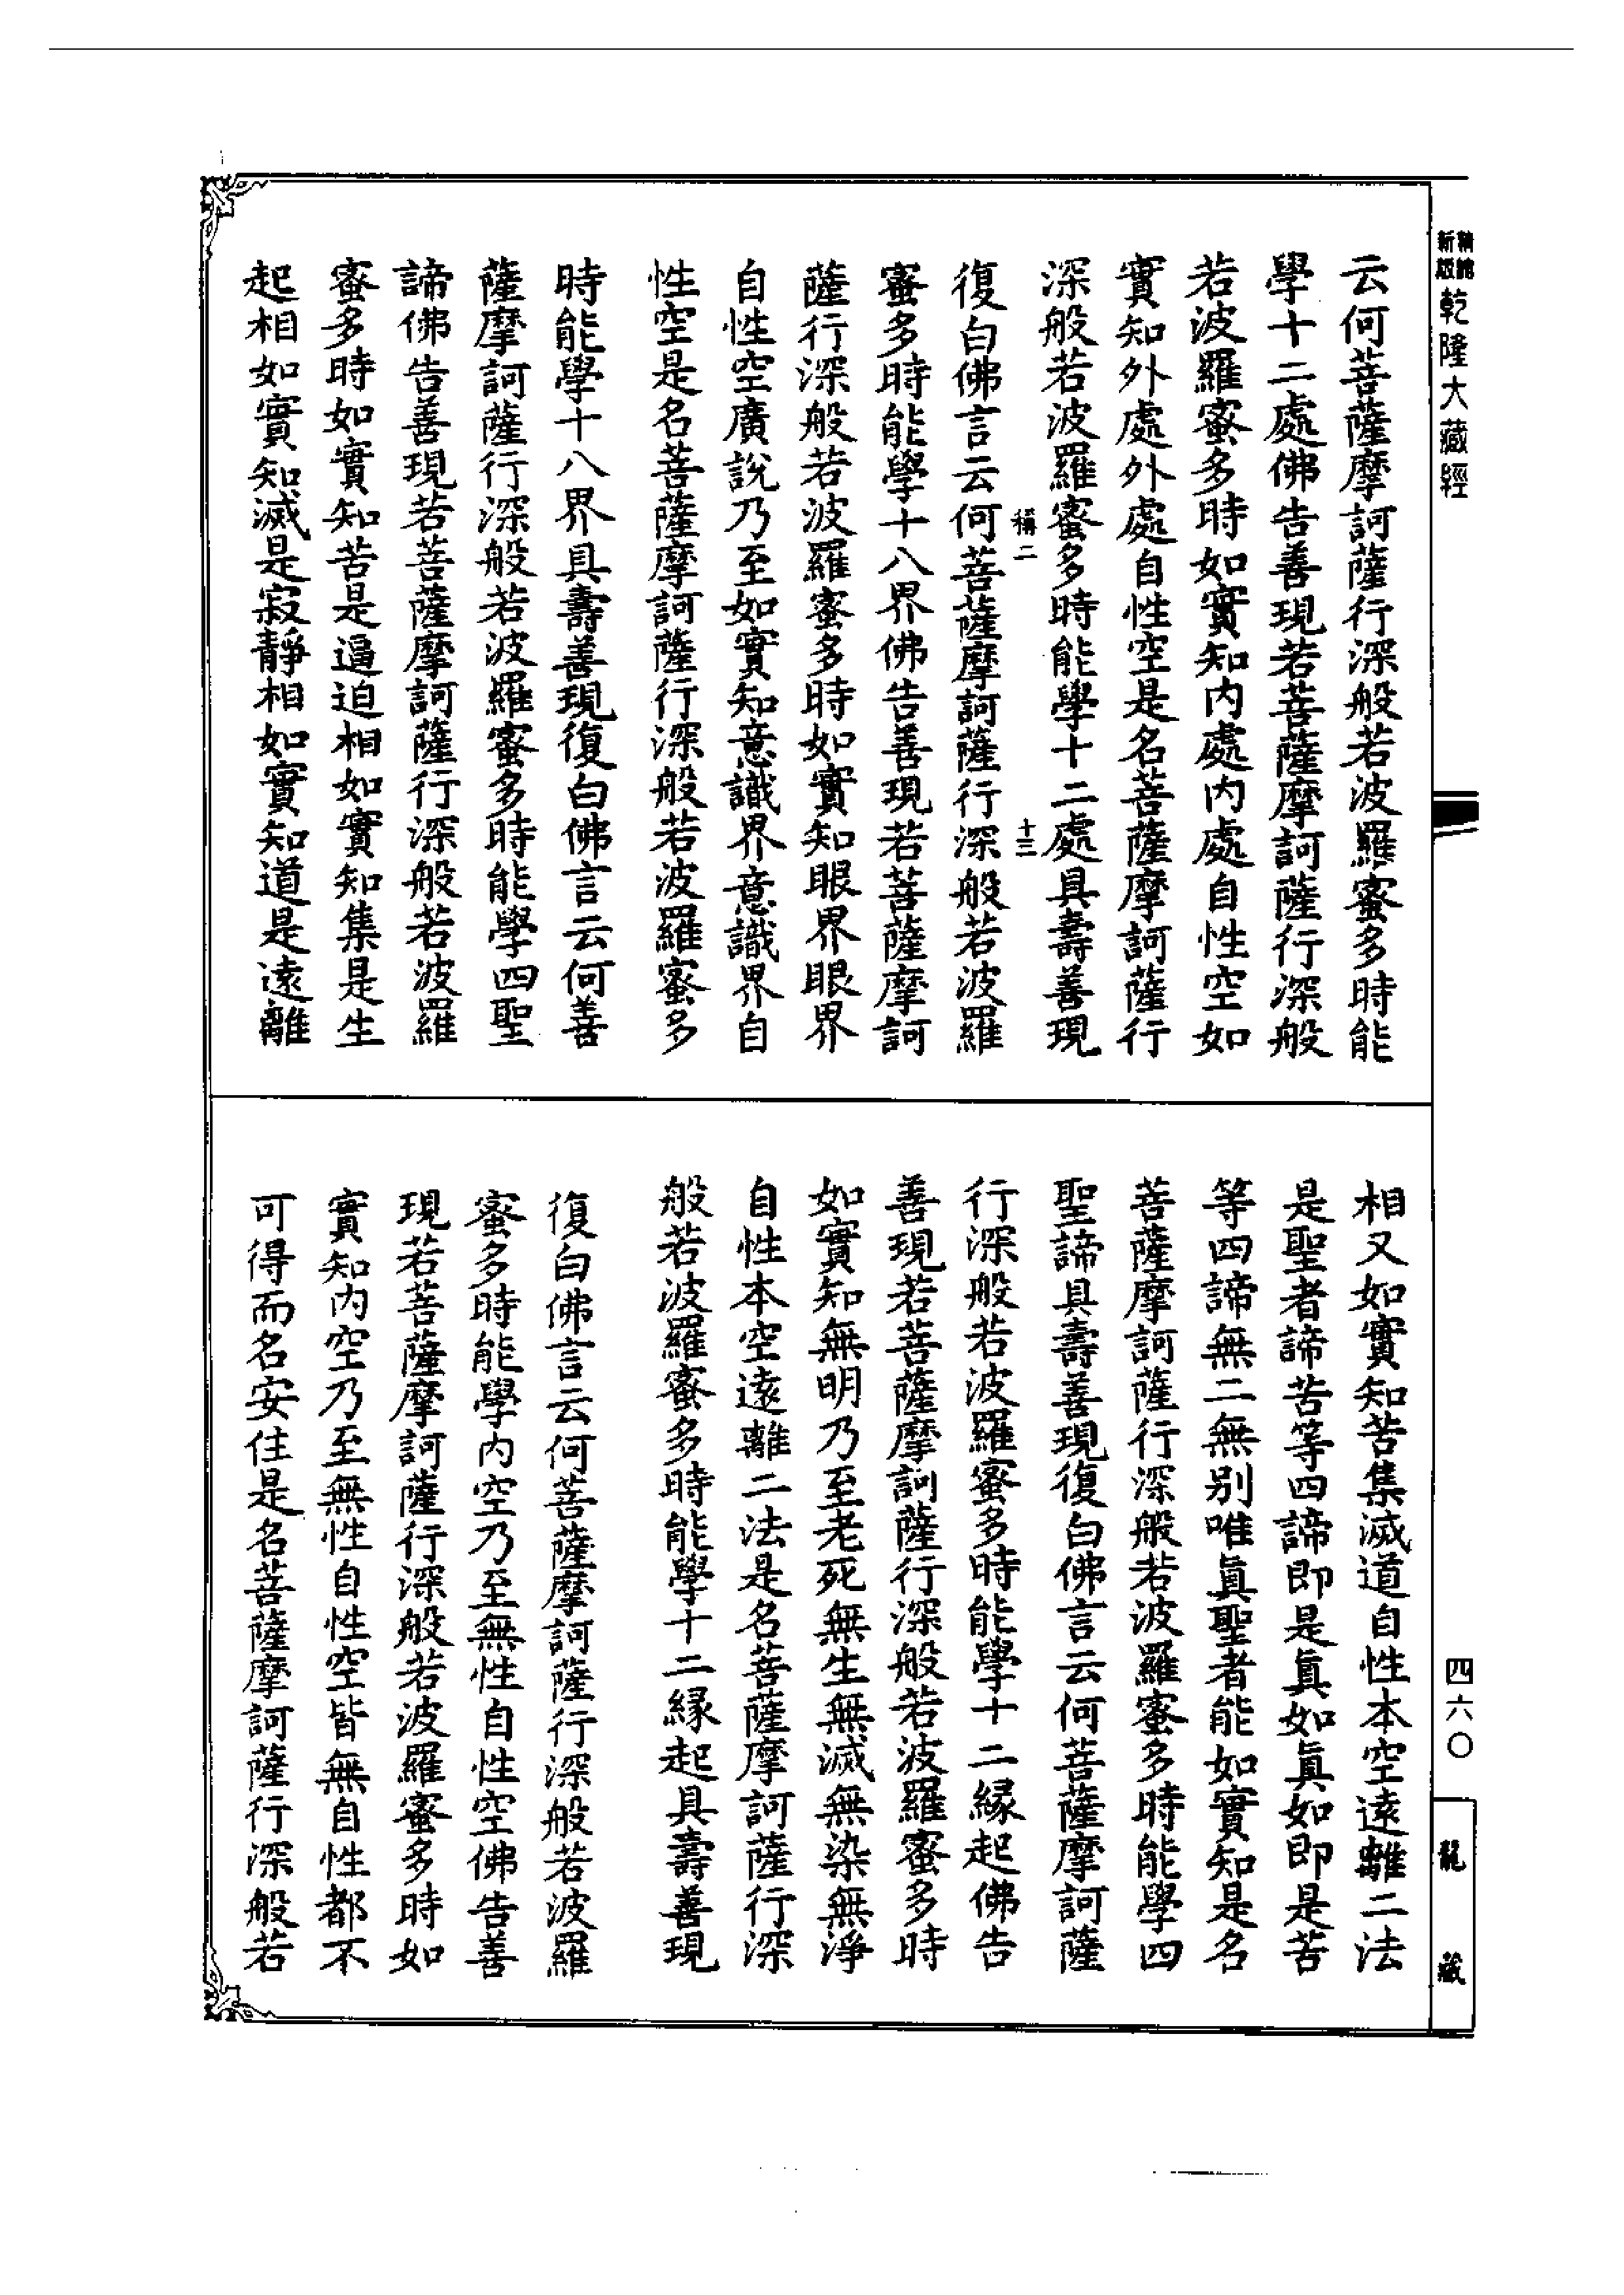 新版
精縮
乾隆大藏經
四六〇
龍藏
云何菩薩摩訶薩行深般若波羅蜜多時能
學十二處佛告善現若菩薩摩訶薩行深般
若波羅蜜多時如實知內處內處自性空如
實知外處外處自性空是名菩薩摩訶薩行
深般若波羅蜜多時能學十二處具壽善現
稱二
十三
復白佛言云何菩薩摩訶薩行深般若波羅
蜜多時能學十八界佛告善現若菩薩摩訶
薩行深般若波羅蜜多時如實知眼界眼界
自性空廣說乃至如實知意識界意識界自
性空是名菩薩摩訶薩行深般若波羅蜜多
時能學十八界具壽善現復白佛言云何善
薩摩訶薩行深般若波羅蜜多時能學四聖
諦佛告善現若菩薩摩訶薩行深般若波羅
蜜多時如實知苦是逼迫相如實知集是生
起相如實知滅是寂靜相如實知道是遠離
相又如實知苦集滅道自性本空遠離二法
是聖者諦苦等四諦即是眞如眞如即是苦
等四諦無二無別唯眞聖者能如實知是名
菩薩摩訶薩行深般若波羅蜜多時能學四
聖諦具壽善現復白佛言云何菩薩摩訶薩
行深般若波羅蜜多時能學十二緣起佛告
善現若菩薩摩訶薩行深般若波羅蜜多時
如實知無明乃至老死無生無滅無染無淨
自性本空遠離二法是名菩薩摩訶薩行深
般若波羅蜜多時能學十二緣起具壽善現
復白佛言云何菩薩摩訶薩行深般若波羅
蜜多時能學內空乃至無性自性空佛告善
現若菩薩摩訶薩行深般若波羅蜜多時如
實知內空乃至無性自性空皆無自性都不
可得而名安住是名菩薩摩訶薩行深般若